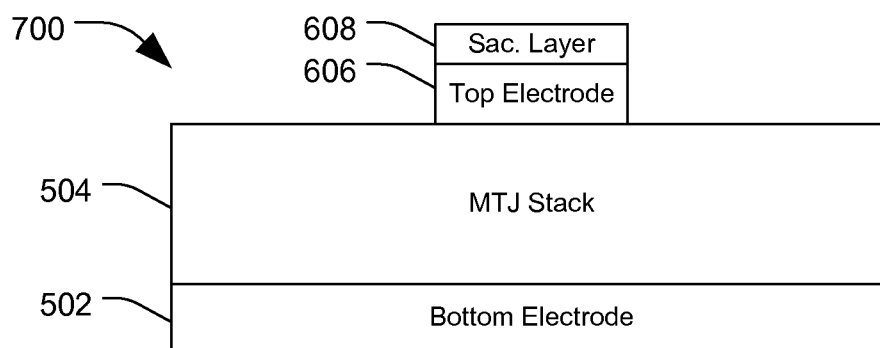 700
608 Sac. Layer
606 Top Electrode
504 MTJ Stack
502 Bottom Electrode